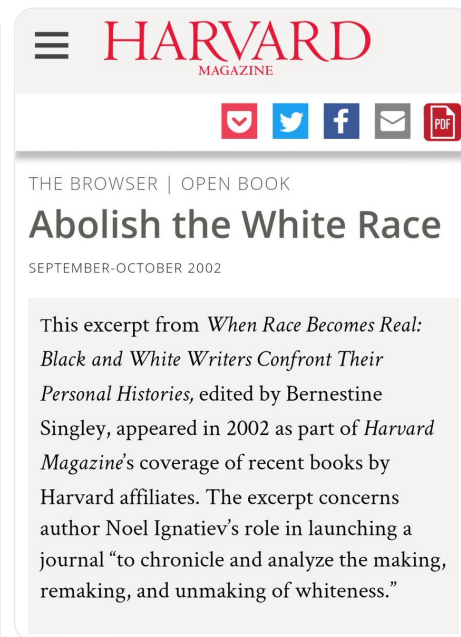 HARVARD
MAGAZINE
PDF
THE BROWSER | OPEN BOOK
Abolish the White Race
SEPTEMBER-OCTOBER 2002
This excerpt from When Race Becomes Real:
Black and White Writers Confront Their
Personal Histories, edited by Bernestine
Singley, appeared in 2002 as part of Harvard
Magazine’s coverage of recent books by
Harvard affiliates. The excerpt concerns
author Noel Ignatiev’s role in launching a
journal “to chronicle and analyze the making,
remaking, and unmaking of whiteness.”